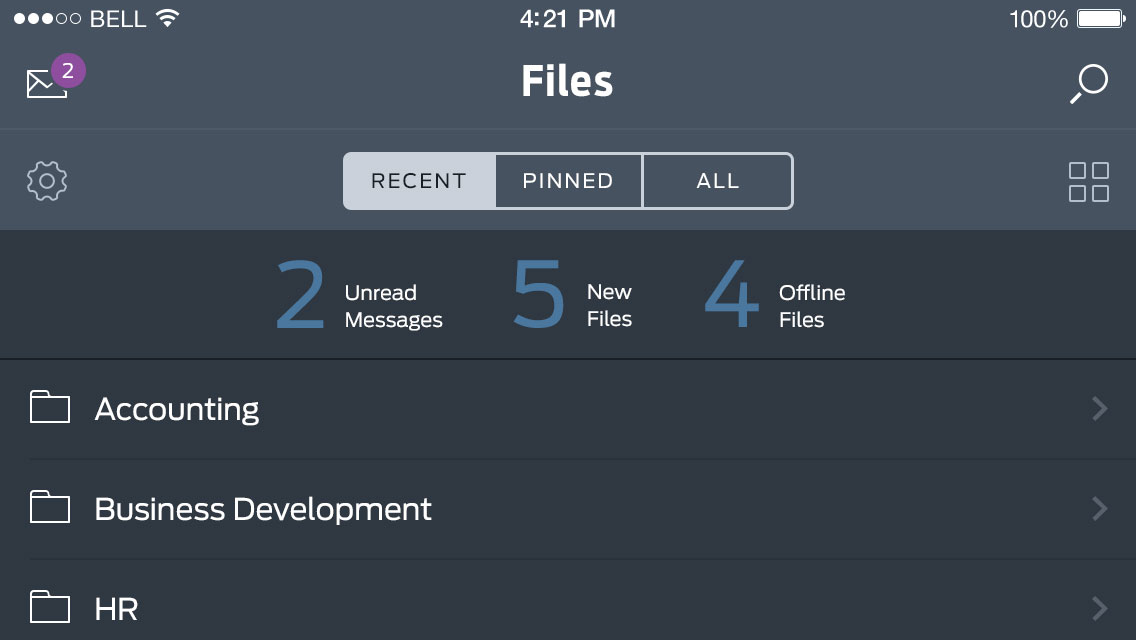 BELL 4:21 PM 100%
2
Files
RECENT PINNED ALL
2 Unread Messages
5 New Files
4 Offline Files
Accounting
Business Development
HR